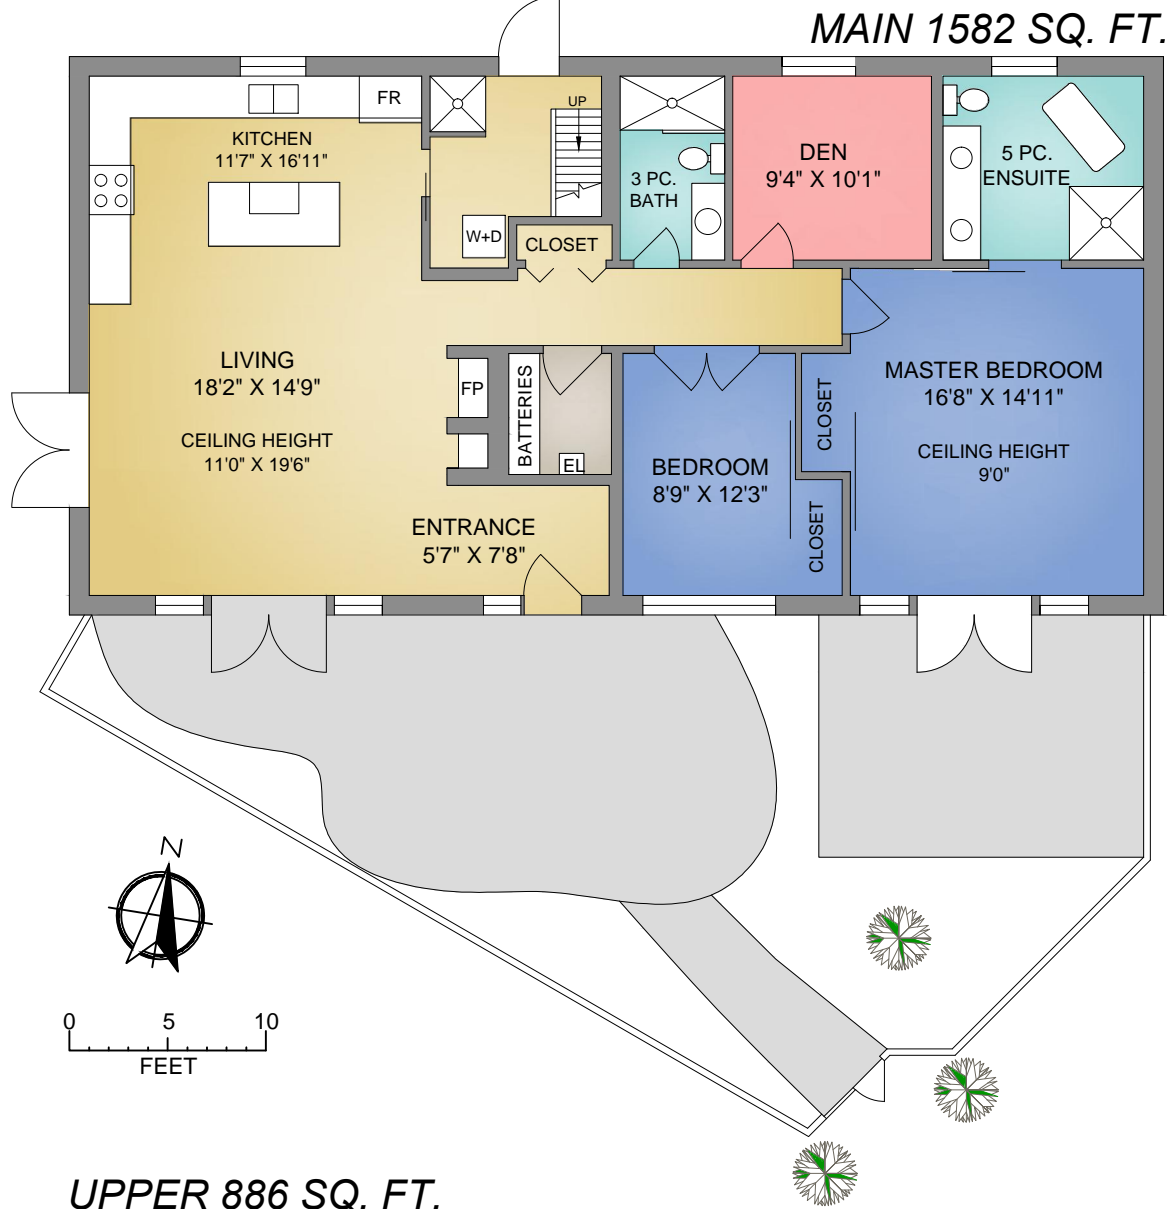 MAIN 1582 SQ. FT.
FR
UP
KITCHEN
11'7" X 16'11"
DEN
9'4" X 10'1"
5 PC.
ENSUITE
3 PC.
BATH
W+D
CLOSET
LIVING
18'2" X 14'9"
CEILING HEIGHT
11'0" X 19'6"
FP
BATTERIES
EL
CLOSET
MASTER BEDROOM
16'8" X 14'11"
CEILING HEIGHT
9'0"
BEDROOM
8'9" X 12'3"
CLOSET
ENTRANCE
5'7" X 7'8"
N
0 5 10
FEET
UPPER 886 SQ. FT.